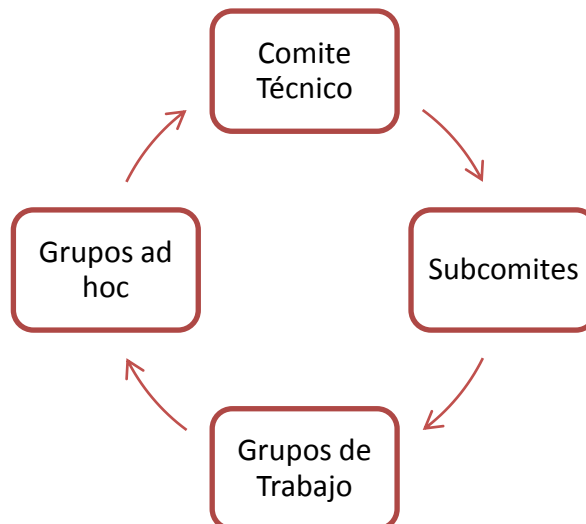 Comite
Técnico
Subcomites
Grupos de
Trabajo
Grupos ad
hoc